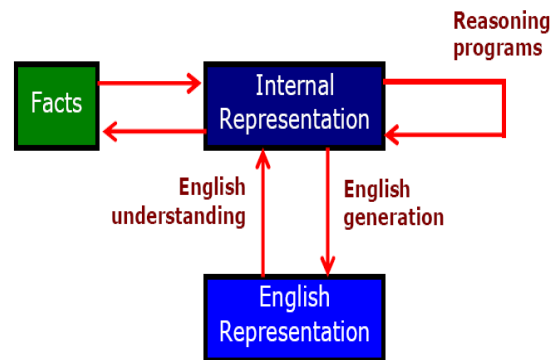 Reasoning
programs
Facts
Internal
Representation
English
understanding
English
generation
English
Representation